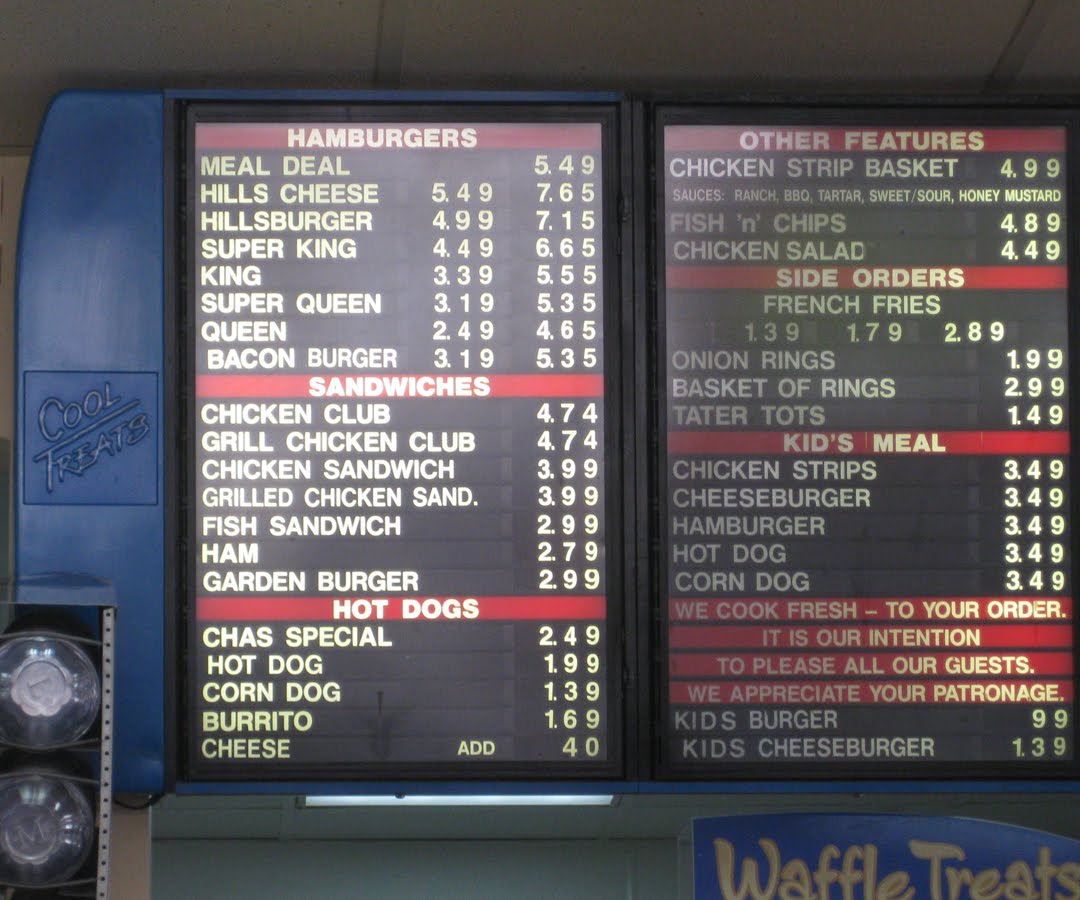 COOL
TREATS
HAMBURGERS
MEAL DEAL 5.49
HILLS CHEESE 5.49 7.65
HILLSBURGER 4.99 7.15
SUPER KING 4.49 6.65
KING 3.39 5.55
SUPER QUEEN 3.19 5.35
QUEEN 2.49 4.65
BACON BURGER 3.19 5.35
SANDWICHES
CHICKEN CLUB 4.74
GRILL CHICKEN CLUB 4.74
CHICKEN SANDWICH 3.99
GRILLED CHICKEN SAND. 3.99
FISH SANDWICH 2.99
HAM 2.79
GARDEN BURGER 2.99
HOT DOGS
CHAS SPECIAL 2.49
HOT DOG 1.99
CORN DOG 1.39
BURRITO 1.69
CHEESE ADD 40
OTHER FEATURES
CHICKEN STRIP BASKET 4.99
SAUCES: RANCH, BBQ, TARTAR, SWEET/SOUR, HONEY MUSTARD
FISH 'n' CHIPS 4.89
CHICKEN SALAD 4.49
SIDE ORDERS
FRENCH FRIES
1.39 1.79 2.89
ONION RINGS 1.99
BASKET OF RINGS 2.99
TATER TOTS 1.49
KID'S MEAL
CHICKEN STRIPS 3.49
CHEESEBURGER 3.49
HAMBURGER 3.49
HOT DOG 3.49
CORN DOG 3.49
WE COOK FRESH – TO YOUR ORDER.
IT IS OUR INTENTION
TO PLEASE ALL OUR GUESTS.
WE APPRECIATE YOUR PATRONAGE.
KIDS BURGER 99
KIDS CHEESEBURGER 1.39
Waffle Treats